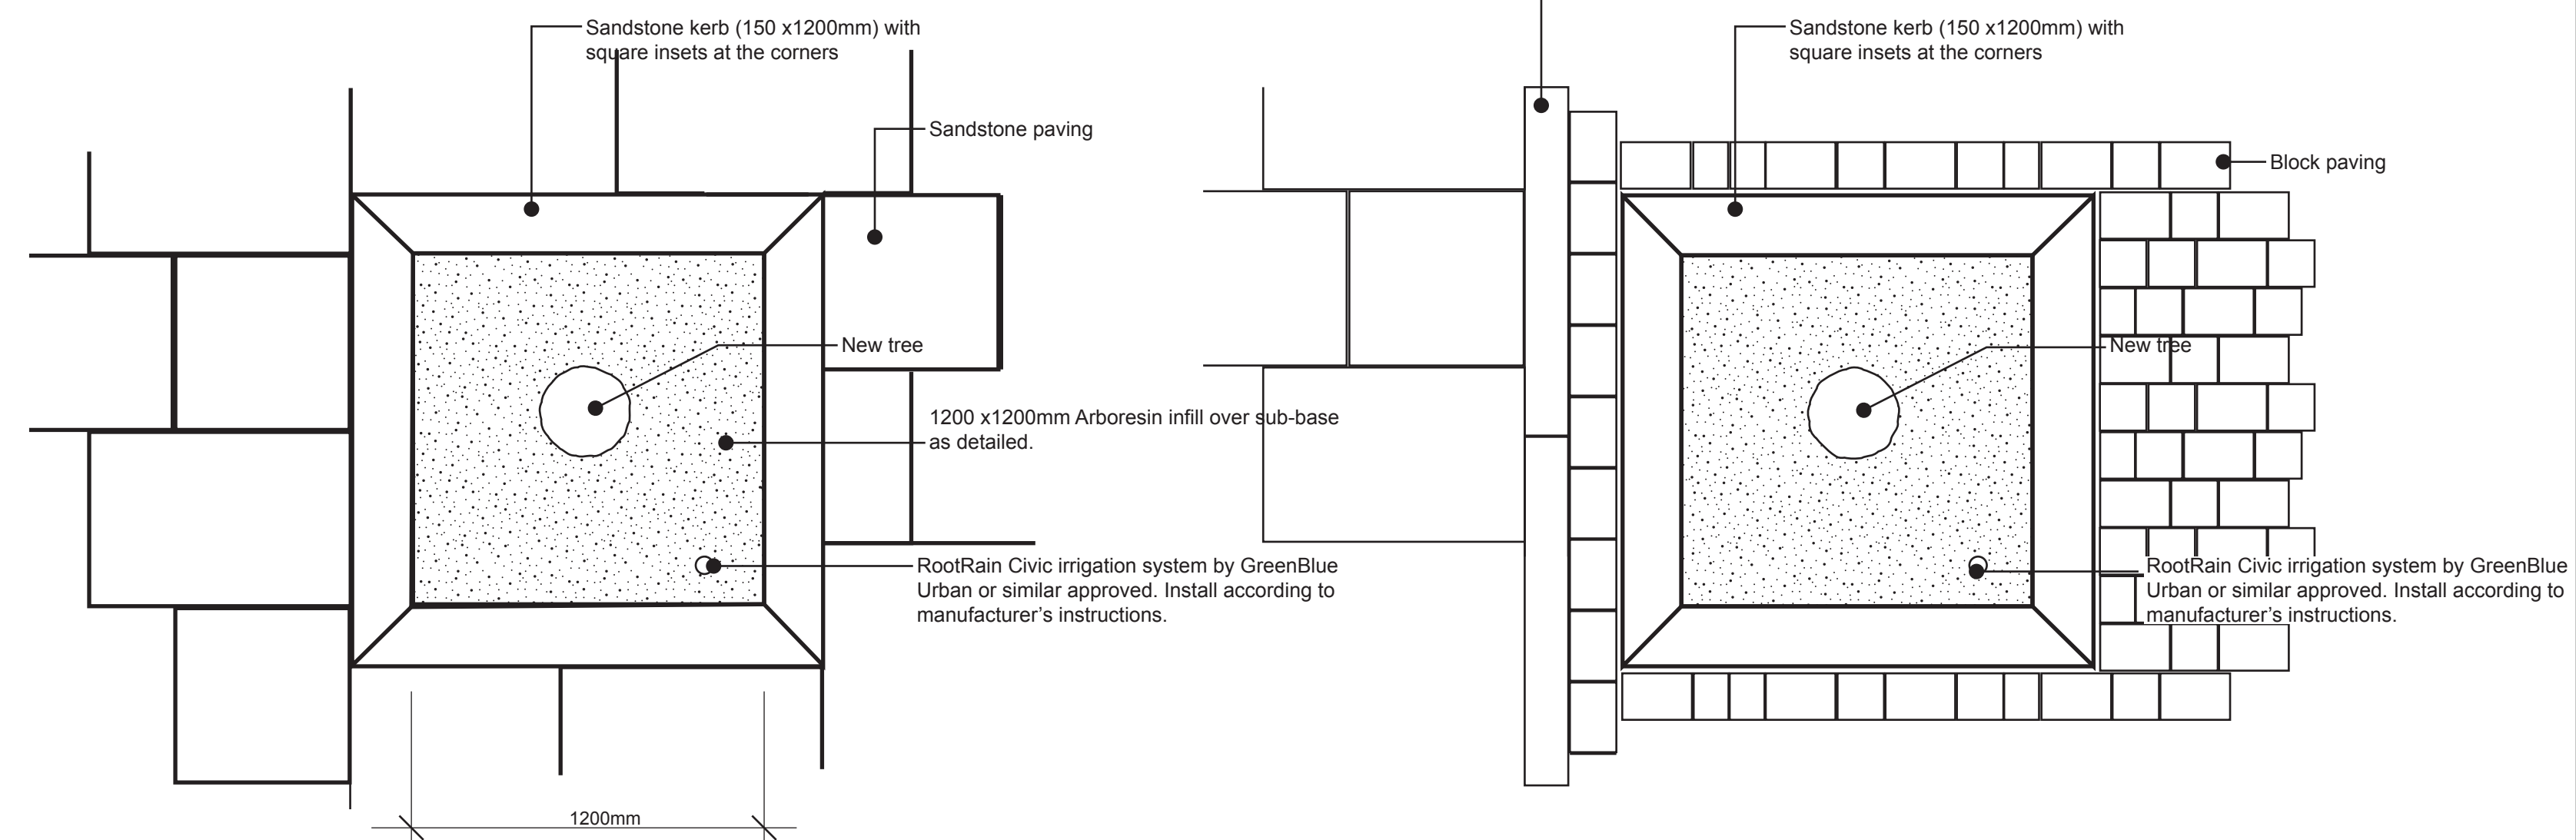 Sandstone kerb (150 x1200mm) with
square insets at the corners
Sandstone paving
New tree
1200 x1200mm Arboresin infill over sub-base
as detailed.
RootRain Civic irrigation system by GreenBlue
Urban or similar approved. Install according to
manufacturer’s instructions.
1200mm
Sandstone kerb (150 x1200mm) with
square insets at the corners
Block paving
New tree
RootRain Civic irrigation system by GreenBlue
Urban or similar approved. Install according to
manufacturer’s instructions.